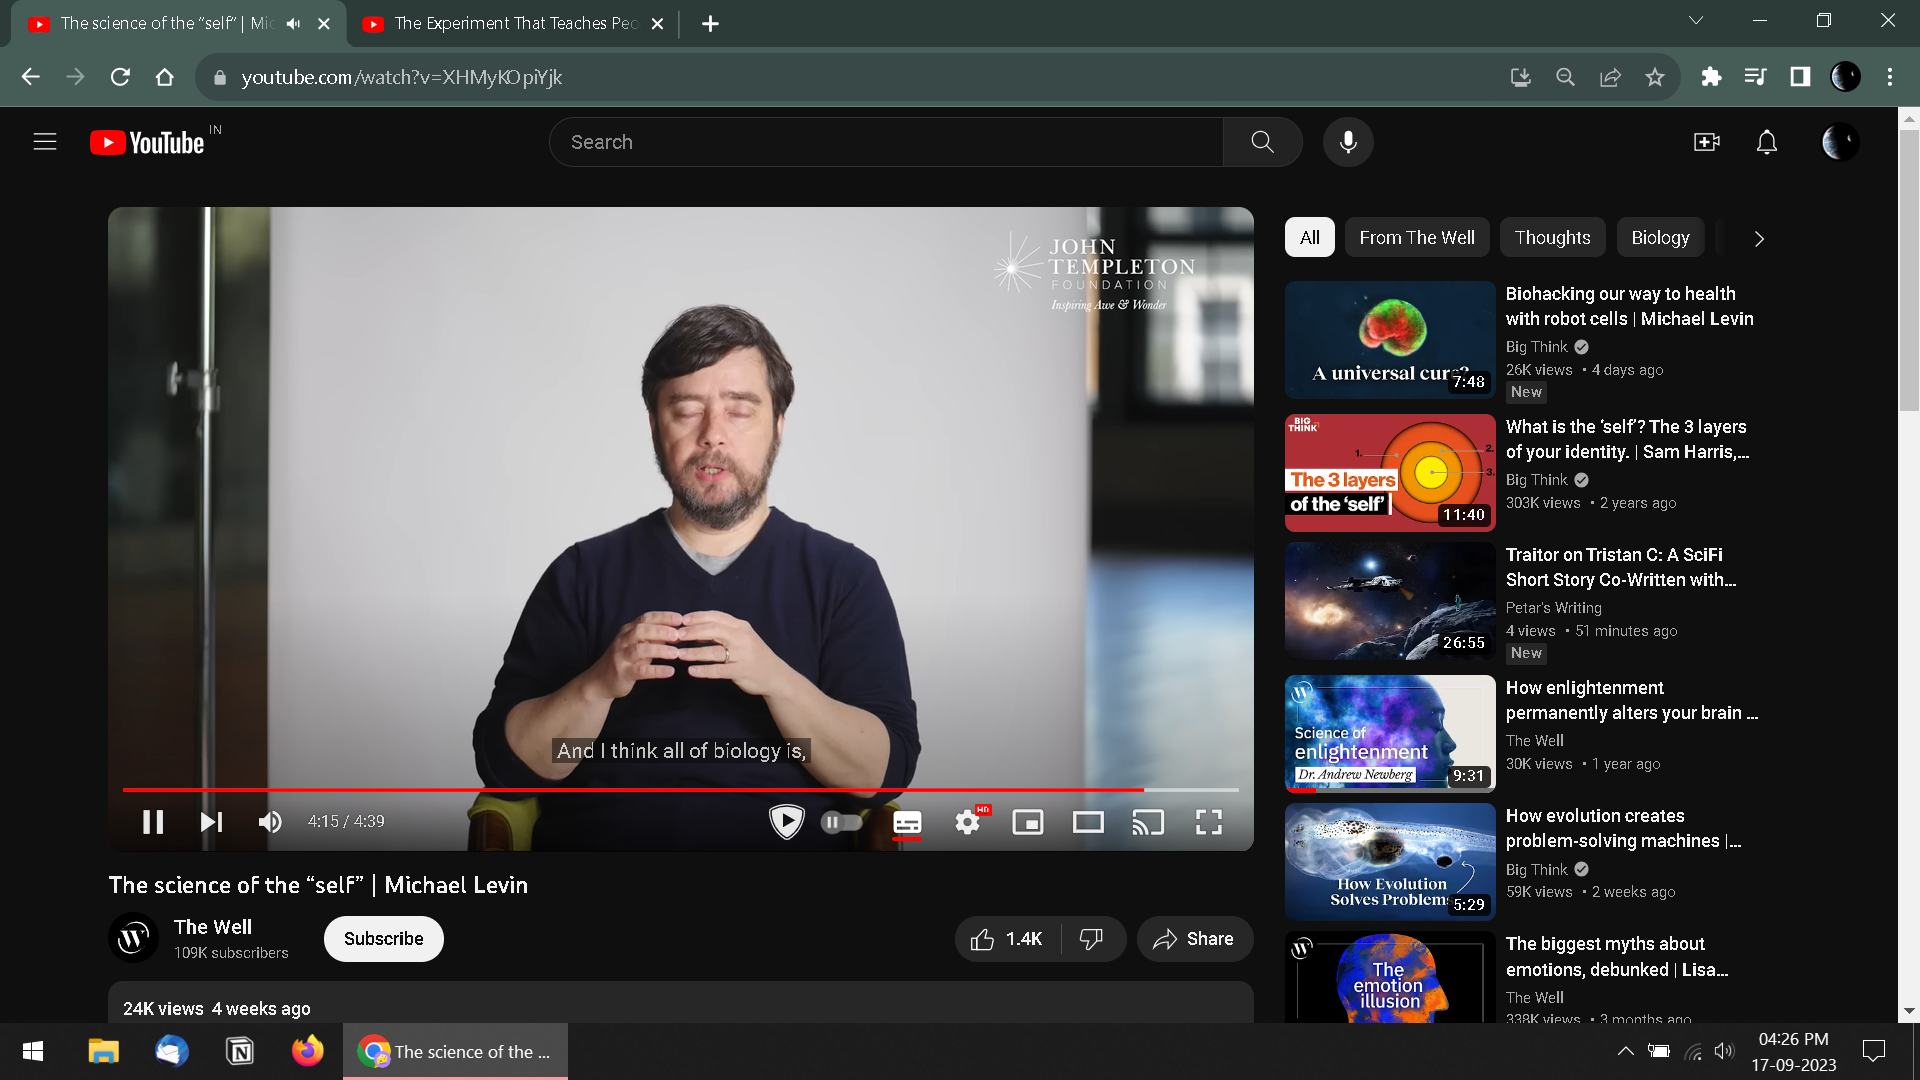 The science of the “self” | Mic
The Experiment That Teaches Peo
youtube.com/watch?v=XHMyKOpiYjk
YouTube IN
Search
JOHN
TEMPLETON
FOUNDATION
Inspiring Awe & Wonder
And I think all of biology is,
4:15 / 4:39
HD
The science of the “self” | Michael Levin
The Well
109K subscribers
Subscribe
1.4K
Share
24K views 4 weeks ago
All
From The Well
Thoughts
Biology
A universal cure?
7:48
Biohacking our way to health
with robot cells | Michael Levin
Big Think
26K views • 4 days ago
New
BIG
THINK
1.
2.
3.
The 3 layers
of the ‘self’
11:40
What is the ‘self’? The 3 layers
of your identity. | Sam Harris,...
Big Think
303K views • 2 years ago
26:55
Traitor on Tristan C: A SciFi
Short Story Co-Written with...
Petar's Writing
4 views • 51 minutes ago
New
W
Science of
enlightenment
Dr. Andrew Newberg
9:31
How enlightenment
permanently alters your brain ...
The Well
30K views • 1 year ago
How Evolution
Solves Problems
5:29
How evolution creates
problem-solving machines |...
Big Think
59K views • 2 weeks ago
W
The
emotion
illusion
The biggest myths about
emotions, debunked | Lisa...
The Well
338K views • 3 months ago
The science of the ...
04:26 PM
17-09-2023